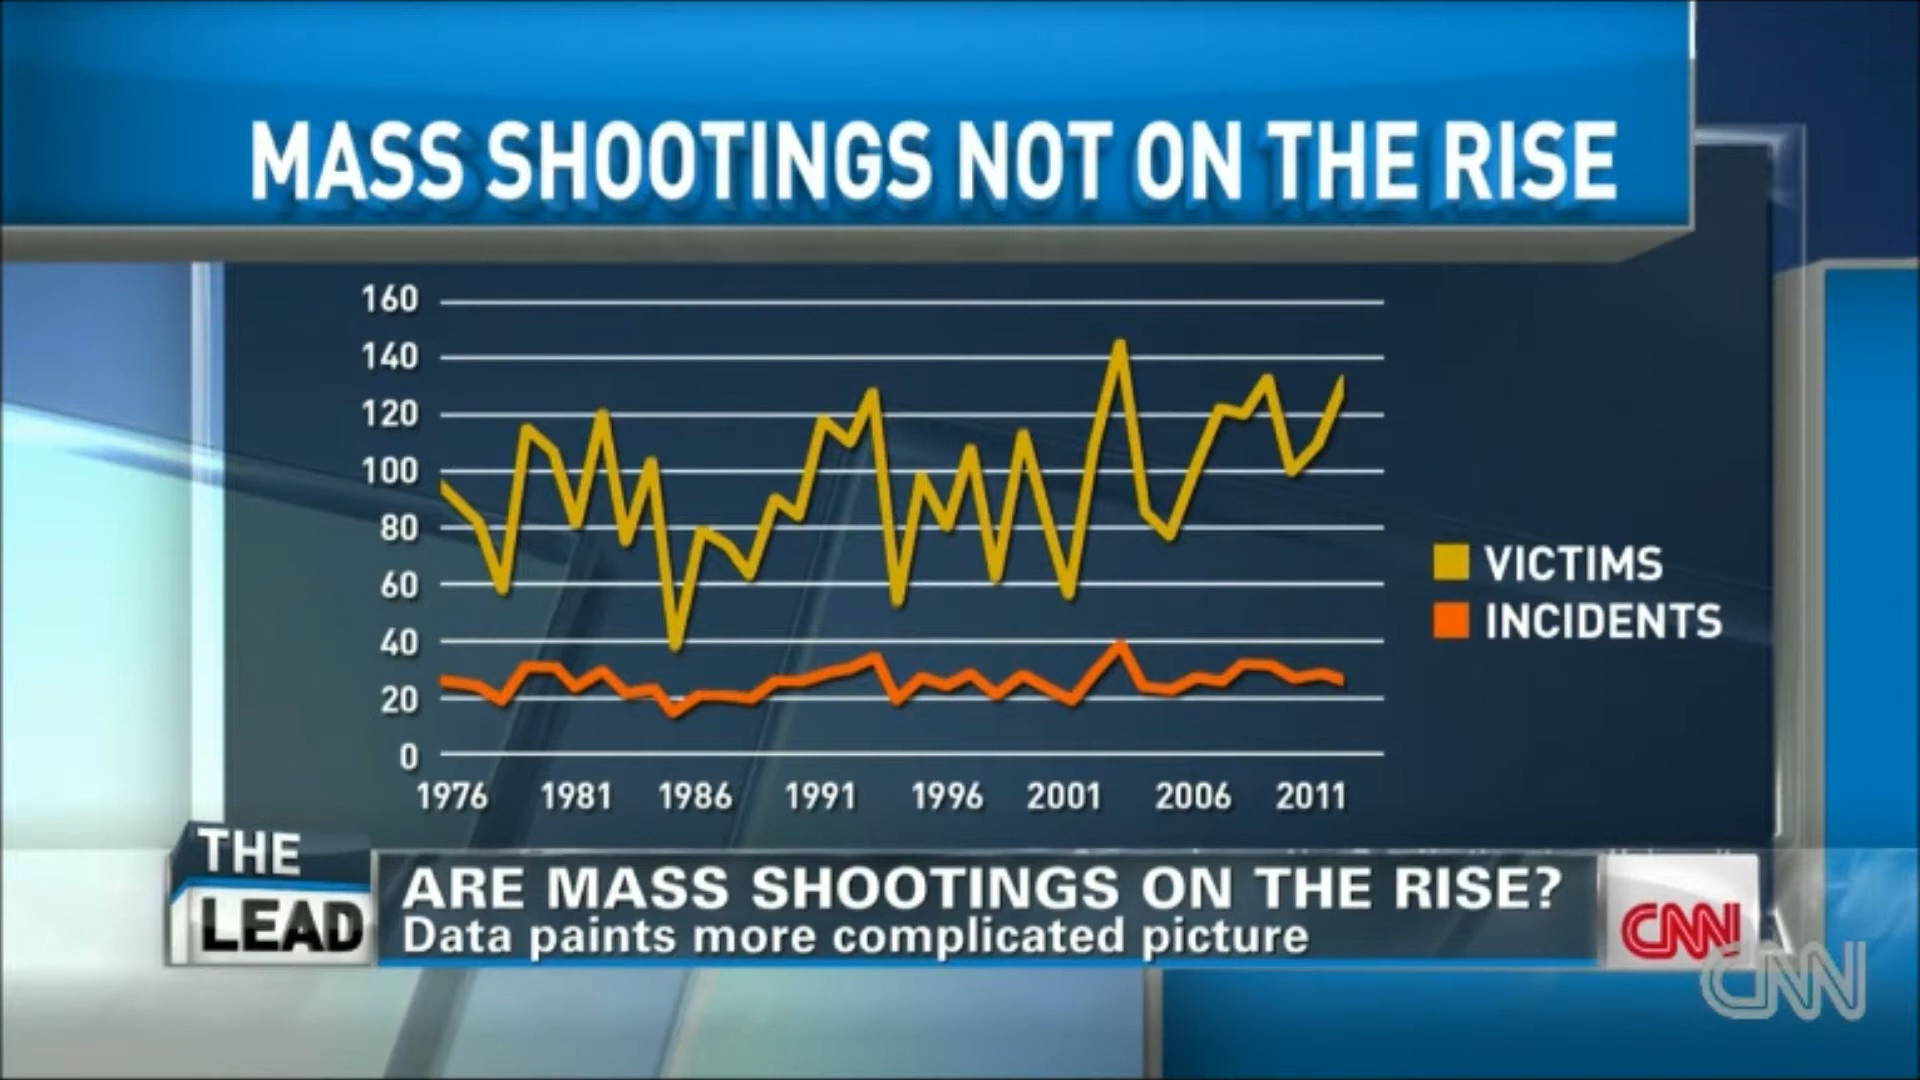 MASS SHOOTINGS NOT ON THE RISE
160
140
120
100
80
60
40
20
0
1976 1981 1986 1991 1996 2001 2006 2011
VICTIMS
INCIDENTS
THE
LEAD
ARE MASS SHOOTINGS ON THE RISE?
Data paints more complicated picture
CNN
CNN